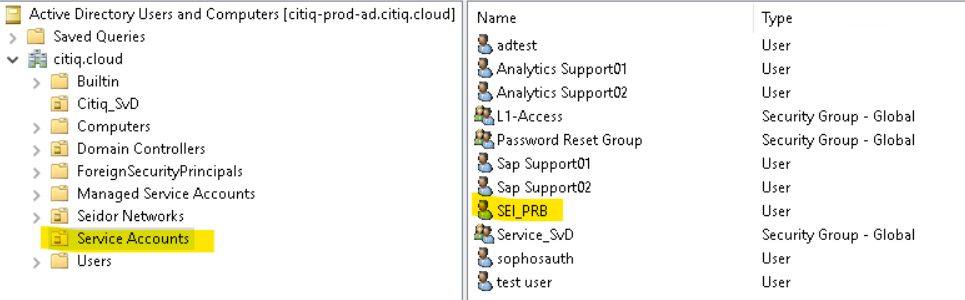 Active Directory Users and Computers [citiq-prod-ad.citiq.cloud]
Saved Queries
citiq.cloud
Builtin
Citiq_SvD
Computers
Domain Controllers
ForeignSecurityPrincipals
Managed Service Accounts
Seidor Networks
Service Accounts
Users
Name Type
adtest User
Analytics Support01 User
Analytics Support02 User
L1-Access Security Group - Global
Password Reset Group Security Group - Global
Sap Support01 User
Sap Support02 User
SEI_PRB User
Service_SvD Security Group - Global
sophosauth User
test user User